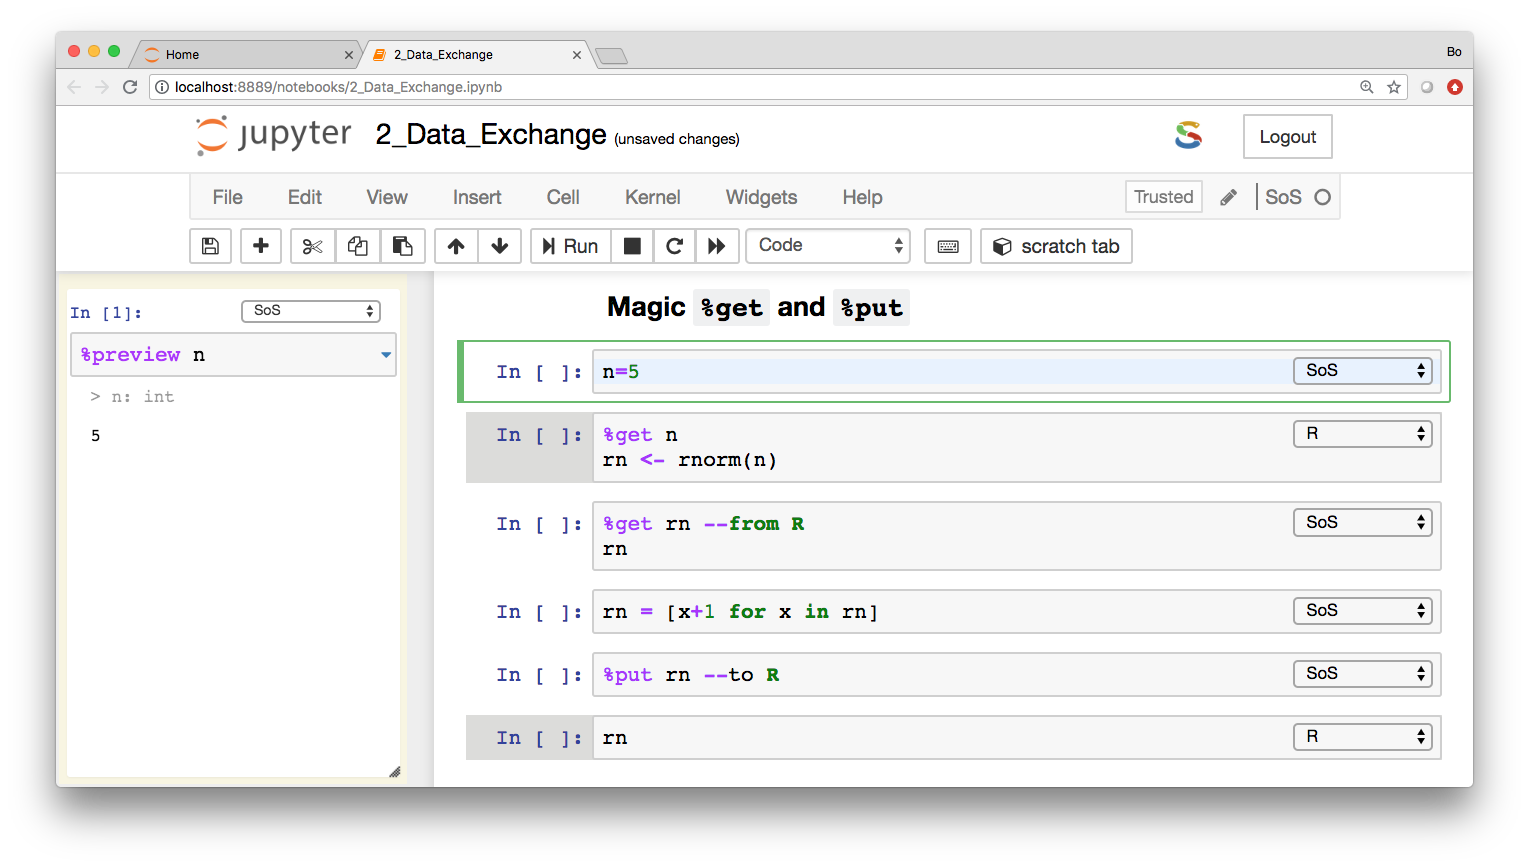 Home
2_Data_Exchange
Bo
localhost:8889/notebooks/2_Data_Exchange.ipynb
jupyter 2_Data_Exchange (unsaved changes)
Logout
File Edit View Insert Cell Kernel Widgets Help
Trusted
SoS
Run
Code
scratch tab
In [1]:
SoS
%preview n
> n: int
5
Magic %get and %put
In [ ]:
n=5
SoS
In [ ]:
%get n
rn <- rnorm(n)
R
In [ ]:
%get rn --from R
rn
SoS
In [ ]:
rn = [x+1 for x in rn]
SoS
In [ ]:
%put rn --to R
SoS
In [ ]:
rn
R